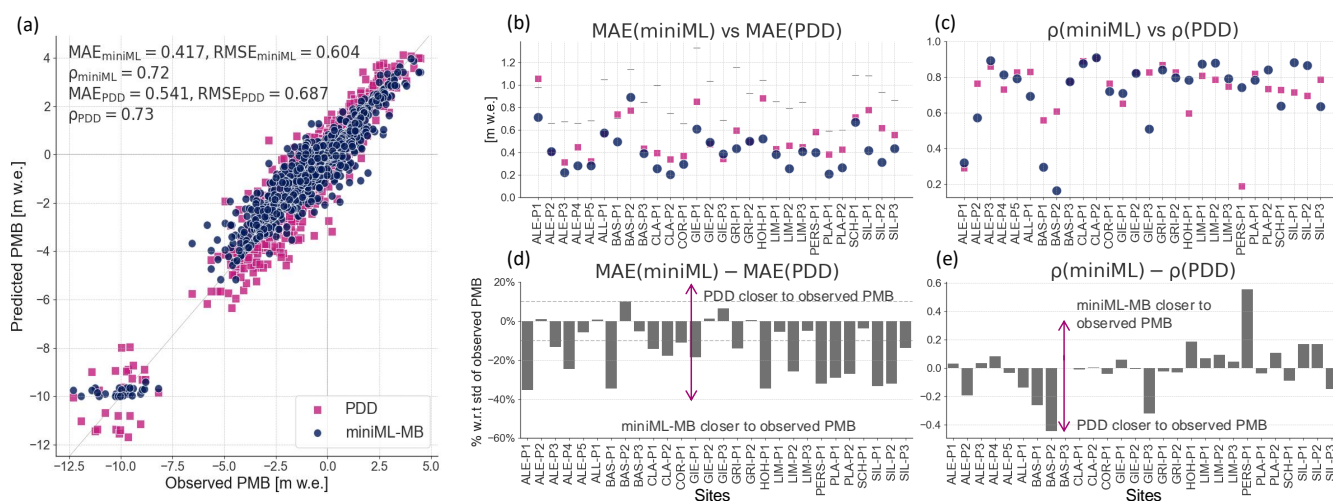 (a)
MAE_miniML = 0.417, RMSE_miniML = 0.604
ρ_miniML = 0.72
MAE_PDD = 0.541, RMSE_PDD = 0.687
ρ_PDD = 0.73
Predicted PMB [m w.e.]
4
2
0
−2
−4
−6
−8
−10
−12
PDD
miniML-MB
−12.5 −10.0 −7.5 −5.0 −2.5 0.0 2.5 5.0
Observed PMB [m w.e.]
(b)
MAE(miniML) vs MAE(PDD)
[m w.e.]
1.2
1.0
0.8
0.6
0.4
0.2
0.0
ALE-P1 ALE-P2 ALE-P3 ALE-P4 ALE-P5 ALL-P1 BAS-P1 BAS-P2 BAS-P3 CLA-P1 CLA-P2 COR-P1 GIE-P1 GIE-P2 GIE-P3 GRI-P1 GRI-P2 HOH-P1 LIM-P1 LIM-P2 LIM-P3 PERS-P1 PLA-P1 PLA-P2 SCH-P1 SIL-P1 SIL-P2 SIL-P3
(c)
ρ(miniML) vs ρ(PDD)
1.0
0.8
0.6
0.4
0.2
ALE-P1 ALE-P2 ALE-P3 ALE-P4 ALE-P5 ALL-P1 BAS-P1 BAS-P2 BAS-P3 CLA-P1 CLA-P2 COR-P1 GIE-P1 GIE-P2 GIE-P3 GRI-P1 GRI-P2 HOH-P1 LIM-P1 LIM-P2 LIM-P3 PERS-P1 PLA-P1 PLA-P2 SCH-P1 SIL-P1 SIL-P2 SIL-P3
(d)
MAE(miniML) − MAE(PDD)
% w.r.t std of observed PMB
20%
0%
−20%
−40%
−60%
PDD closer to observed PMB
miniML-MB closer to observed PMB
ALE-P1 ALE-P2 ALE-P3 ALE-P4 ALE-P5 ALL-P1 BAS-P1 BAS-P2 BAS-P3 CLA-P1 CLA-P2 COR-P1 GIE-P1 GIE-P2 GIE-P3 GRI-P1 GRI-P2 HOH-P1 LIM-P1 LIM-P2 LIM-P3 PERS-P1 PLA-P1 PLA-P2 SCH-P1 SIL-P1 SIL-P2 SIL-P3
Sites
(e)
ρ(miniML) − ρ(PDD)
0.6
0.4
0.2
0.0
−0.2
−0.4
miniML-MB closer to
observed PMB
PDD closer to observed PMB
ALE-P1 ALE-P2 ALE-P3 ALE-P4 ALE-P5 ALL-P1 BAS-P1 BAS-P2 BAS-P3 CLA-P1 CLA-P2 COR-P1 GIE-P1 GIE-P2 GIE-P3 GRI-P1 GRI-P2 HOH-P1 LIM-P1 LIM-P2 LIM-P3 PERS-P1 PLA-P1 PLA-P2 SCH-P1 SIL-P1 SIL-P2 SIL-P3
Sites